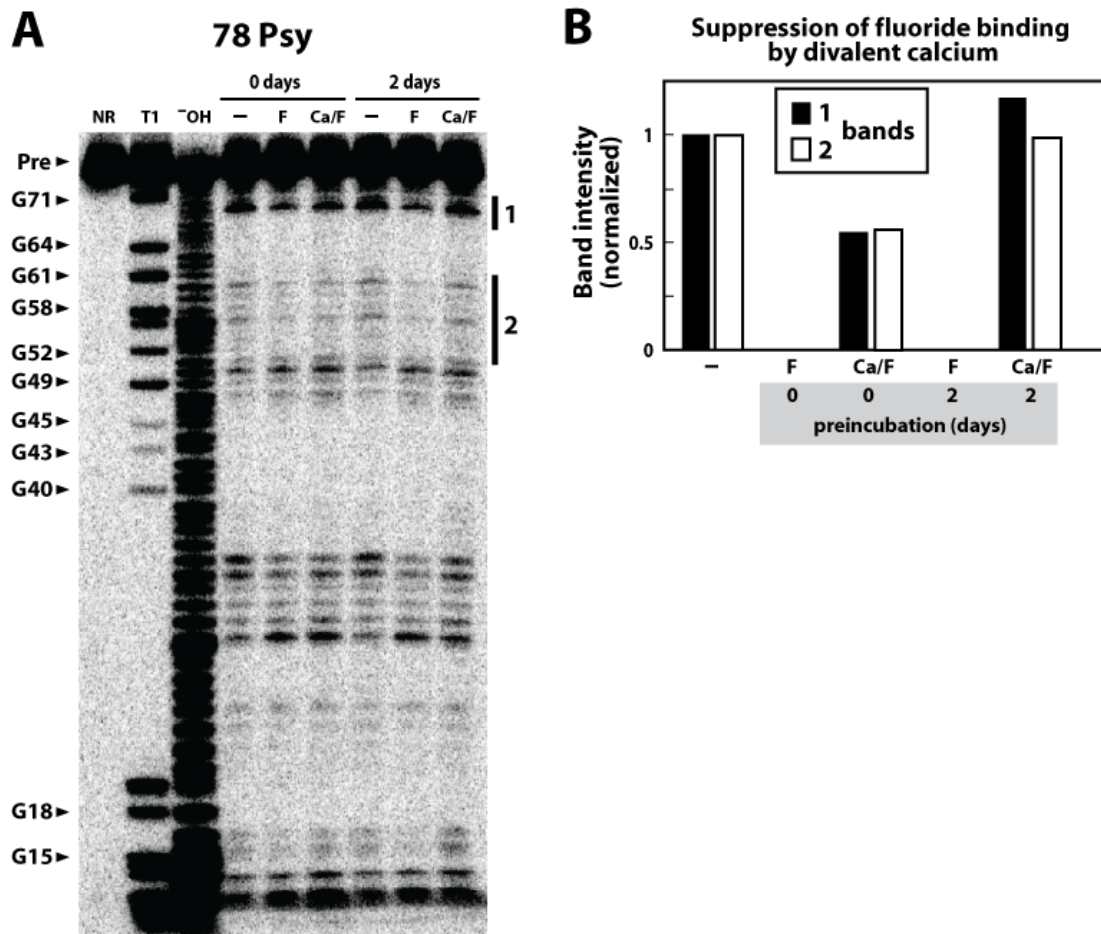 A
78 Psy
0 days 2 days
NR T1 ⁻OH – F Ca/F – F Ca/F
Pre
G71
1
G64
G61
G58
2
G52
G49
G45
G43
G40
G18
G15
B
Suppression of fluoride binding
by divalent calcium
1
2
bands
Band intensity
(normalized)
1
0.5
0
– F Ca/F F Ca/F
0 0 2 2
preincubation (days)